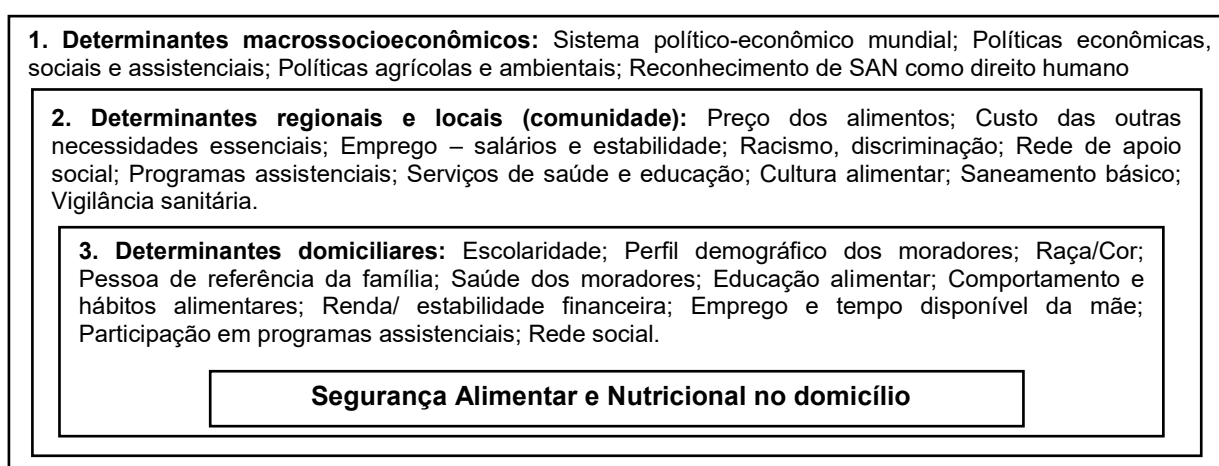 1. Determinantes macrossocioeconômicos: Sistema político-econômico mundial; Políticas econômicas,
sociais e assistenciais; Políticas agrícolas e ambientais; Reconhecimento de SAN como direito humano
2. Determinantes regionais e locais (comunidade): Preço dos alimentos; Custo das outras
necessidades essenciais; Emprego – salários e estabilidade; Racismo, discriminação; Rede de apoio
social; Programas assistenciais; Serviços de saúde e educação; Cultura alimentar; Saneamento básico;
Vigilância sanitária.
3. Determinantes domiciliares: Escolaridade; Perfil demográfico dos moradores; Raça/Cor;
Pessoa de referência da família; Saúde dos moradores; Educação alimentar; Comportamento e
hábitos alimentares; Renda/ estabilidade financeira; Emprego e tempo disponível da mãe;
Participação em programas assistenciais; Rede social.
Segurança Alimentar e Nutricional no domicílio